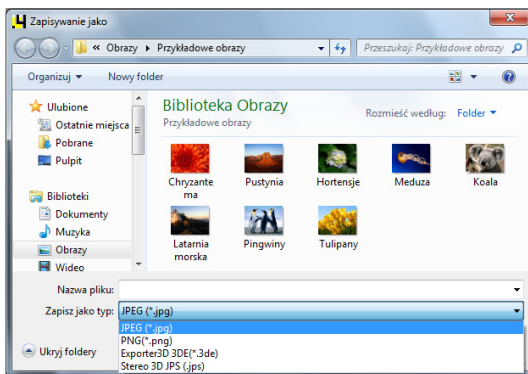 Zapisywanie jako
« Obrazy Przykładowe obrazy
Przeszukaj: Przykładowe obrazy
Organizuj Nowy folder
Ulubione
Ostatnie miejsca
Pobrane
Pulpit
Biblioteki
Dokumenty
Muzyka
Obrazy
Wideo
Biblioteka Obrazy
Przykładowe obrazy
Rozmieść według: Folder
Chryzante
ma
Pustynia
Hortensje
Meduza
Koala
Latarnia
morska
Pingwiny
Tulipany
Nazwa pliku:
Zapisz jako typ: JPEG (*.jpg)
JPEG (*.jpg)
PNG(*.png)
Exporter3D 3DE(*.3de)
Stereo 3D JPS (.jps)
Ukryj foldery